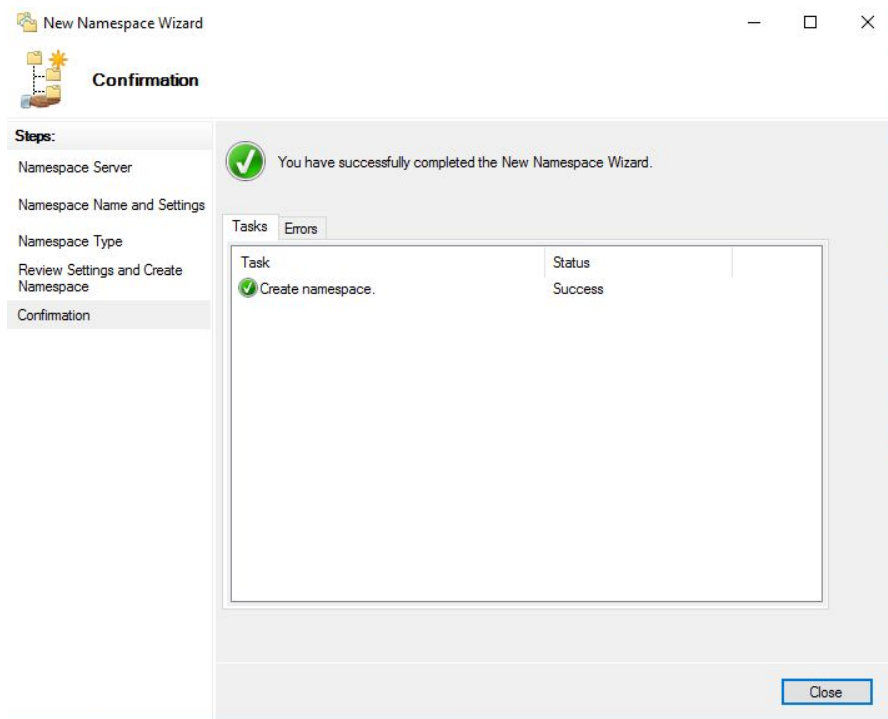 New Namespace Wizard
Confirmation
Steps:
Namespace Server
Namespace Name and Settings
Namespace Type
Review Settings and Create
Namespace
Confirmation
You have successfully completed the New Namespace Wizard.
Tasks
Errors
Task
Status
Create namespace.
Success
Close